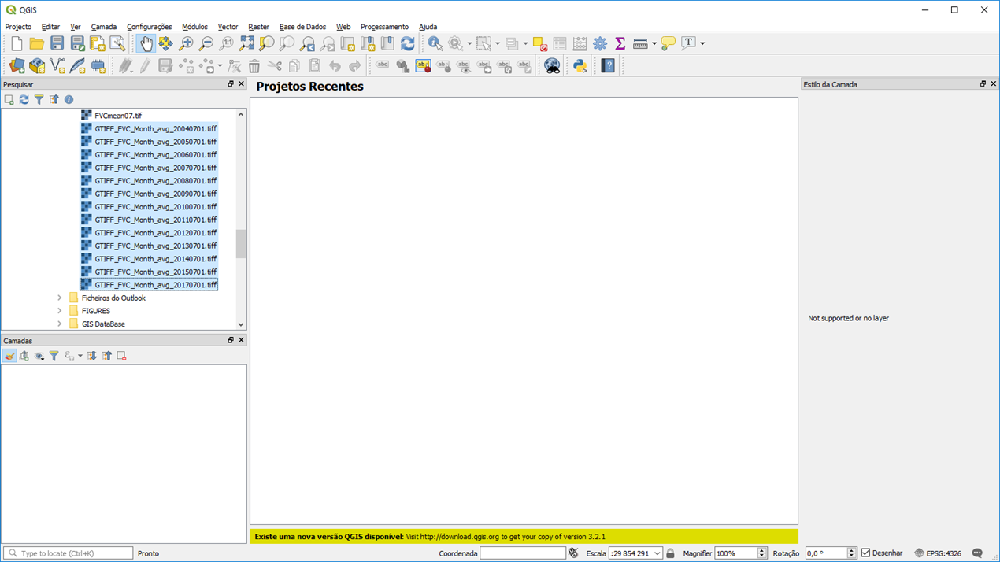 QGIS
Projecto Editar Ver Camada Configurações Módulos Vector Raster Base de Dados Web Processamento Ajuda
Pesquisar
FVCmean07.tif
GTIFF_FVC_Month_avg_20040701.tiff
GTIFF_FVC_Month_avg_20050701.tiff
GTIFF_FVC_Month_avg_20060701.tiff
GTIFF_FVC_Month_avg_20070701.tiff
GTIFF_FVC_Month_avg_20080701.tiff
GTIFF_FVC_Month_avg_20090701.tiff
GTIFF_FVC_Month_avg_20100701.tiff
GTIFF_FVC_Month_avg_20110701.tiff
GTIFF_FVC_Month_avg_20120701.tiff
GTIFF_FVC_Month_avg_20130701.tiff
GTIFF_FVC_Month_avg_20140701.tiff
GTIFF_FVC_Month_avg_20150701.tiff
GTIFF_FVC_Month_avg_20170701.tiff
Ficheiros do Outlook
FIGURES
GIS DataBase
Camadas
Projetos Recentes
Existe uma nova versão QGIS disponível: Visit http://download.qgis.org to get your copy of version 3.2.1
Estilo da Camada
Not supported or no layer
Type to locate (Ctrl+K) Pronto Coordenada Escala :29 854 291 Magnifier 100% Rotação 0,0 ° Desenhar EPSG:4326